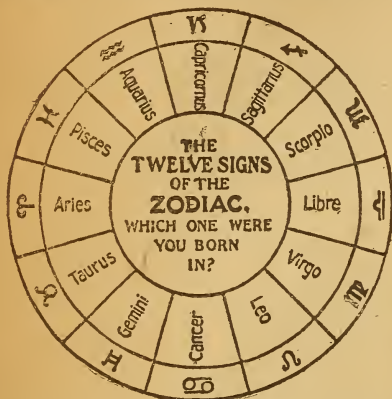 THE
TWELVE SIGNS
OF THE
ZODIAC,
WHICH ONE WERE
YOU BORN
IN?
Capricornus
Sagittarius
Scorpio
Libre
Virgo
Leo
Cancer
Gemini
Taurus
Aries
Pisces
Aquarius
♑
♐
♏
♎
♍
♌
♋
♊
♉
♈
♓
♒